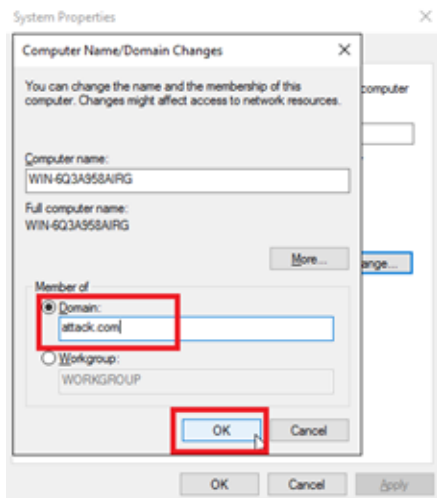 System Properties
Computer Name/Domain Changes
You can change the name and the membership of this
computer. Changes might affect access to network resources.
computer
Computer name:
WIN-6Q3A958AIRG
Full computer name:
WIN-6Q3A958AIRG
More...
ange...
Member of
Domain:
attack.com
Workgroup:
WORKGROUP
OK Cancel
OK Cancel Apply